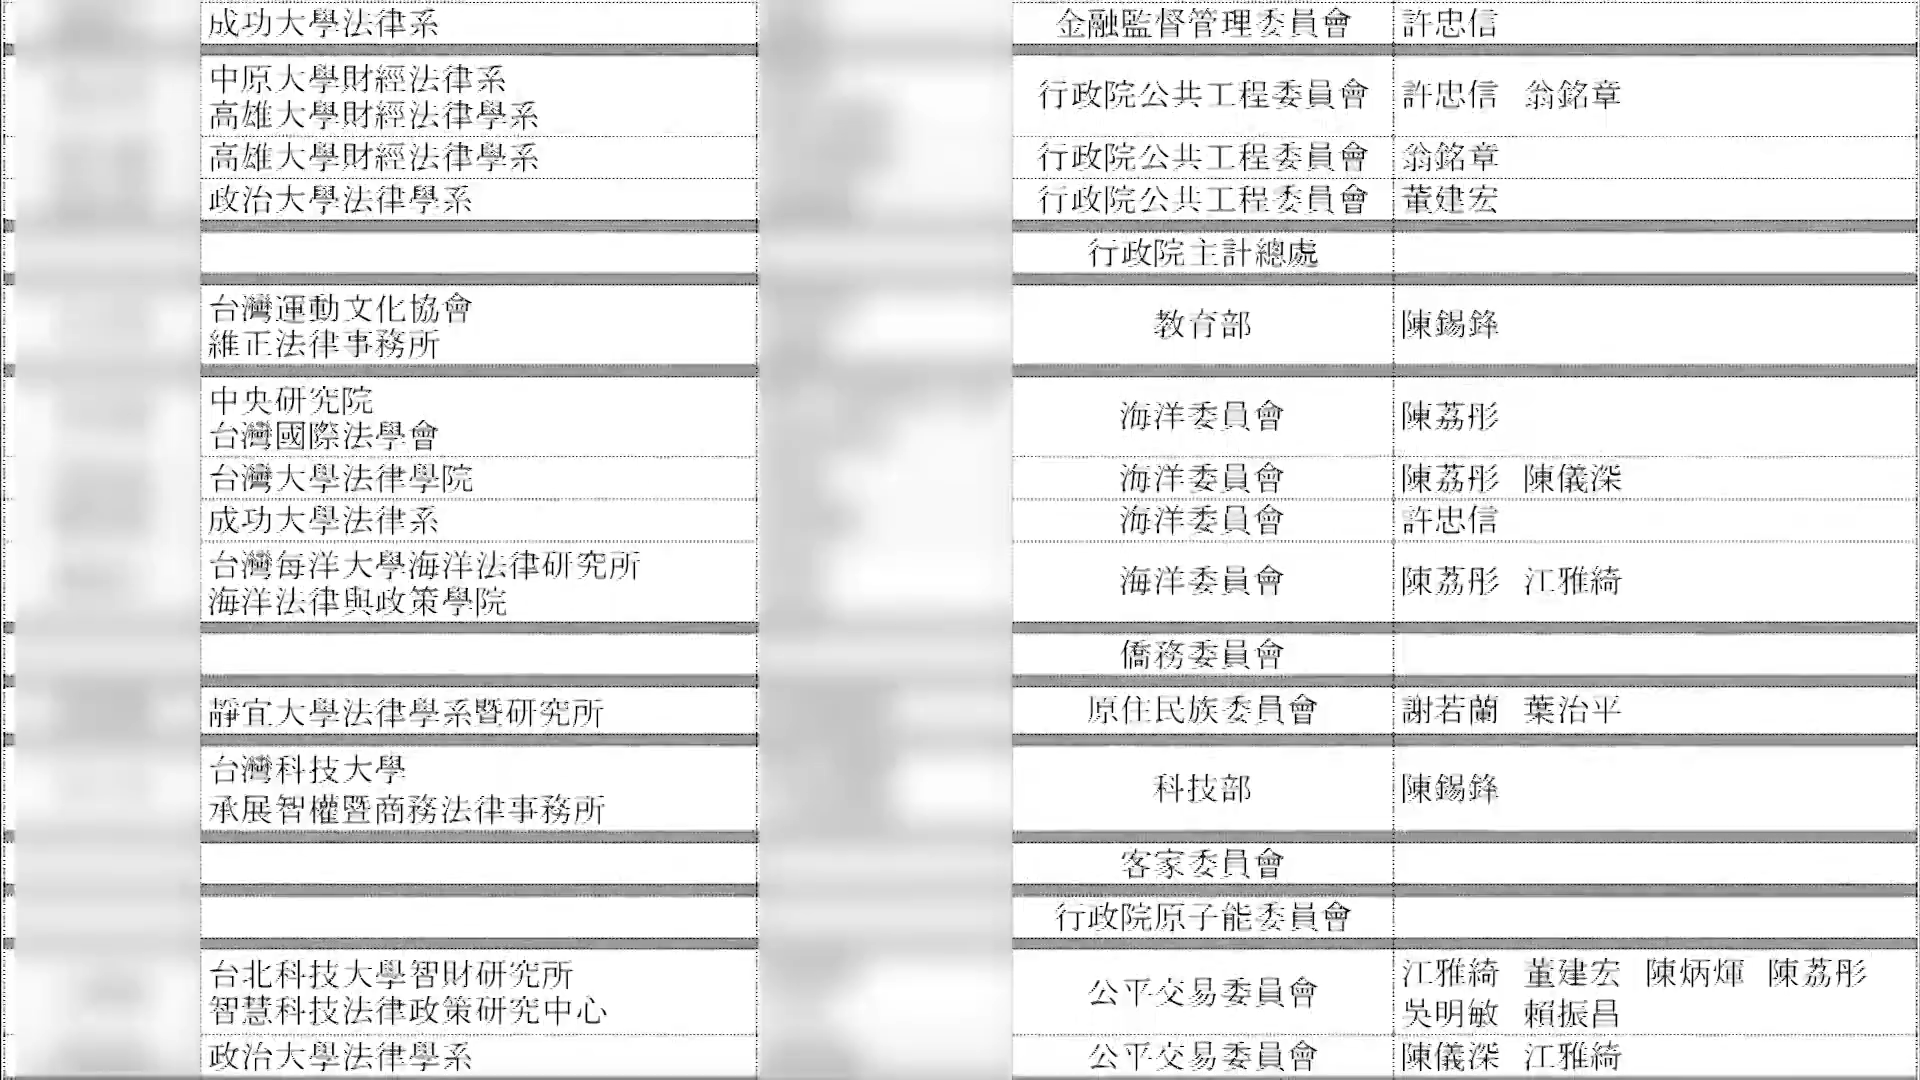 成功大學法律系 金融監督管理委員會 許忠信
中原大學財經法律系
高雄大學財經法律學系
行政院公共工程委員會 許忠信 翁銘章
高雄大學財經法律學系 行政院公共工程委員會 翁銘章
政治大學法律學系 行政院公共工程委員會 董建宏
行政院主計總處
台灣運動文化協會
維正法律事務所
教育部 陳錫鋒
中央研究院
台灣國際法學會
海洋委員會 陳荔彤
台灣大學法律學院 海洋委員會 陳荔彤 陳儀深
成功大學法律系 海洋委員會 許忠信
台灣每洋大學海洋法律研究所
海洋法律與政策學院
海洋委員會 陳荔彤 江雅綺
僑務委員會
靜宜大學法律學系暨研究所 原住民族委員會 謝若蘭 葉治平
台灣科技大學
承展智權暨商務法律事務所
科技部 陳錫鋒
客家委員會
行政院原子能委員會
台北科技大學智財研究所
智慧科技法律政策研究中心
公平交易委員會
江雅綺 董建宏 陳炳煇 陳荔彤
吳明敏 賴振昌
政治大學法律學系 公平交易委員會 陳儀深 江雅綺